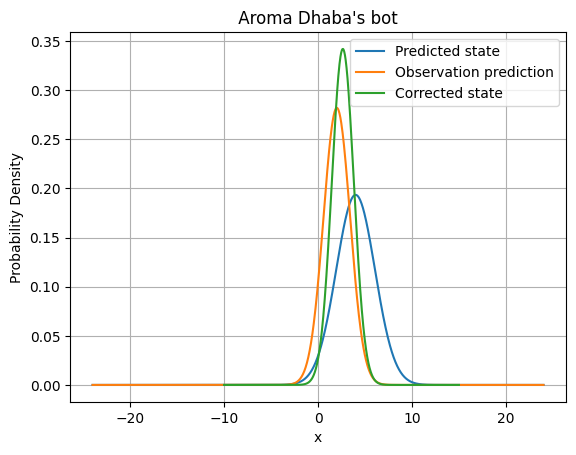 Aroma Dhaba's bot
Predicted state
Observation prediction
Corrected state
0.35
0.30
0.25
0.20
0.15
0.10
0.05
0.00
Probability Density
−20
−10
0
10
20
x